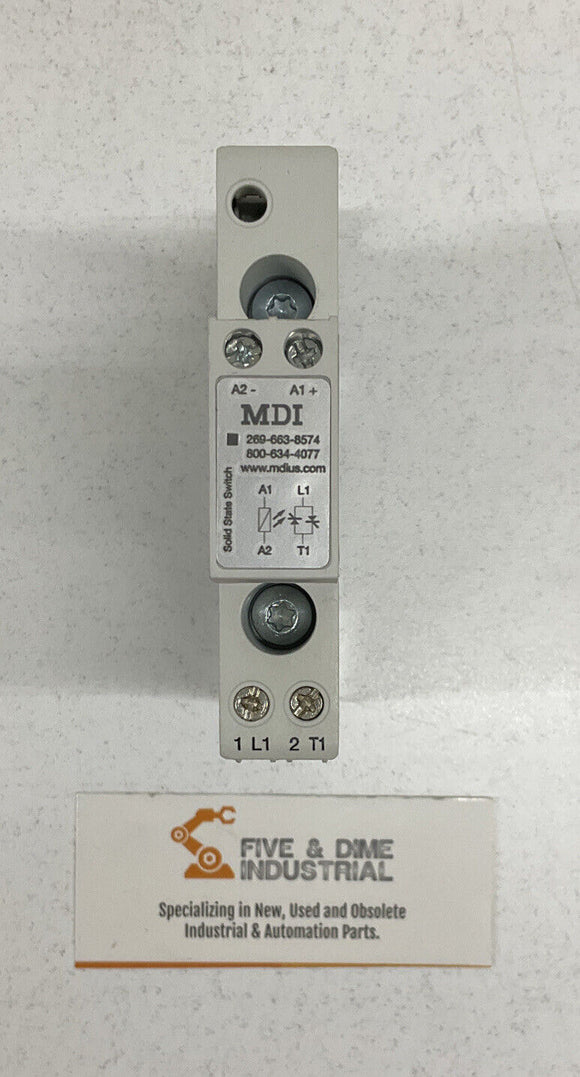 A2 - A1 +
MDI
269-663-8574
800-634-4077
www.mdius.com
Solid State Switch
A1 L1
A2 T1
1 L1 2 T1
FIVE & DIME
INDUSTRIAL
Specializing in New, Used and Obsolete
Industrial & Automation Parts.